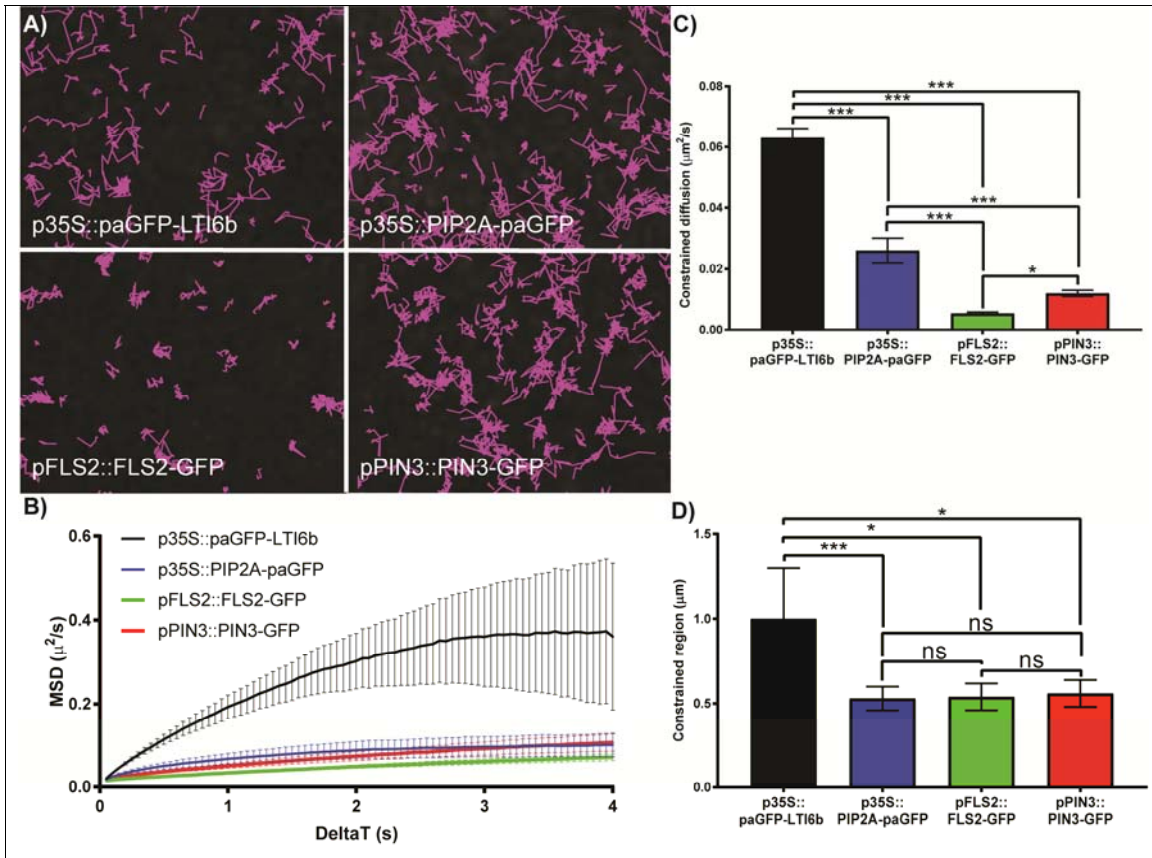 A)
p35S::paGFP-LTI6b
p35S::PIP2A-paGFP
pFLS2::FLS2-GFP
pPIN3::PIN3-GFP
B)
p35S::paGFP-LTI6b
p35S::PIP2A-paGFP
pFLS2::FLS2-GFP
pPIN3::PIN3-GFP
MSD (μ²/s)
0.6
0.4
0.2
0.0
0
1
2
3
4
DeltaT (s)
C)
Constrained diffusion (μm²/s)
0.08
0.06
0.04
0.02
0.00
***
***
***
***
***
*
p35S::
paGFP-LTI6b
p35S::
PIP2A-paGFP
pFLS2::
FLS2-GFP
pPIN3::
PIN3-GFP
D)
Constrained region (μm)
1.5
1.0
0.5
0.0
*
*
***
ns
ns
ns
p35S::
paGFP-LTI6b
p35S::
PIP2A-paGFP
pFLS2::
FLS2-GFP
pPIN3::
PIN3-GFP